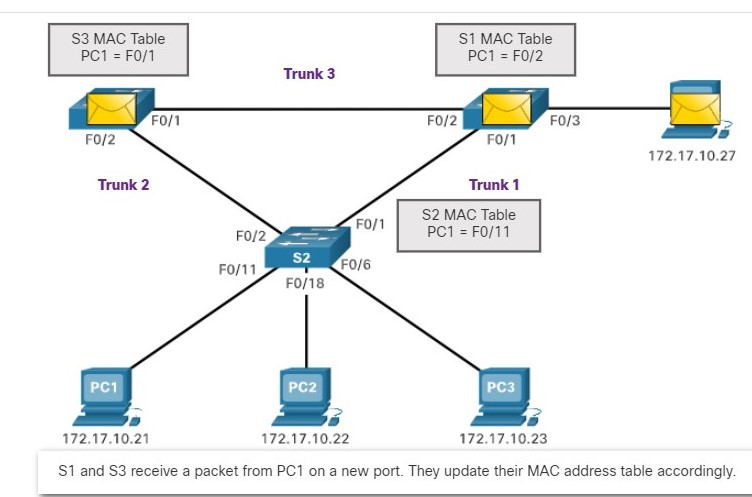 S3 MAC Table
PC1 = F0/1
S1 MAC Table
PC1 = F0/2
Trunk 3
F0/1
F0/2
F0/3
F0/2
F0/1
172.17.10.27
Trunk 2
Trunk 1
S2 MAC Table
PC1 = F0/11
F0/1
F0/2
S2
F0/11
F0/6
F0/18
PC1
PC2
PC3
172.17.10.21
172.17.10.22
172.17.10.23
S1 and S3 receive a packet from PC1 on a new port. They update their MAC address table accordingly.